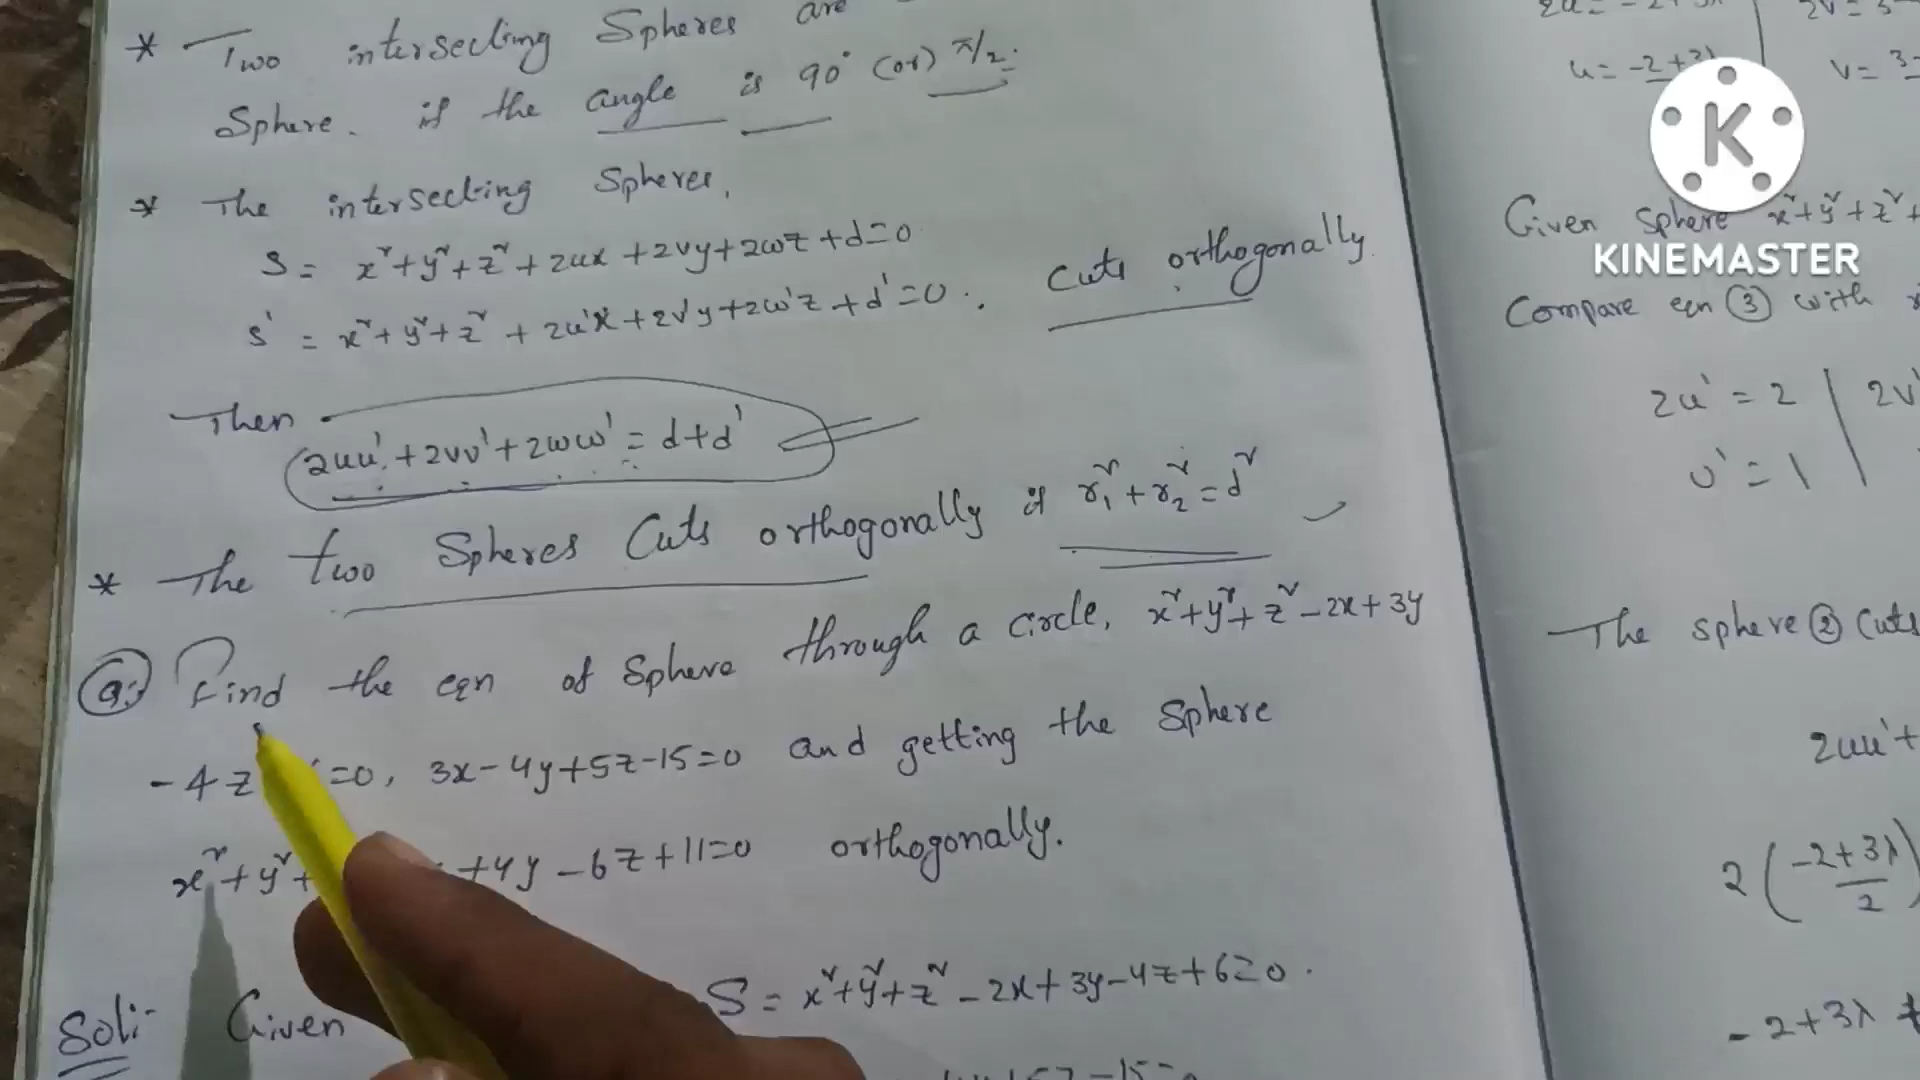 * Two intersecting Spheres are
Sphere. if the angle is 90° (or) π/2.
* The intersecting Spheres,
S = x²+y²+z²+2ux+2vy+2wz+d=0
S' = x²+y²+z²+2u'x+2v'y+2w'z+d'=0. Cuts orthogonally.
Then 2uu'+2vv'+2ww'=d+d'
* The two Spheres Cuts orthogonally if r₁²+r₂²=d²
Q:) Find the eqn of Sphere through a circle, x²+y²+z²-2x+3y
-4z =0, 3x-4y+5z-15=0 and getting the Sphere
x²+y²+ +4y-6z+11=0 orthogonally.
Sol:- Given S = x²+y²+z²-2x+3y-4z+6=0.
u= -2+3λ
v= 3
K
KINEMASTER
Given Sphere x²+y²+z²+
Compare eqn ③ with
2u' = 2 | 2v'
u' = 1
The sphere ② Cuts
2uu'+
2(-2+3λ/2)
-2+3λ +